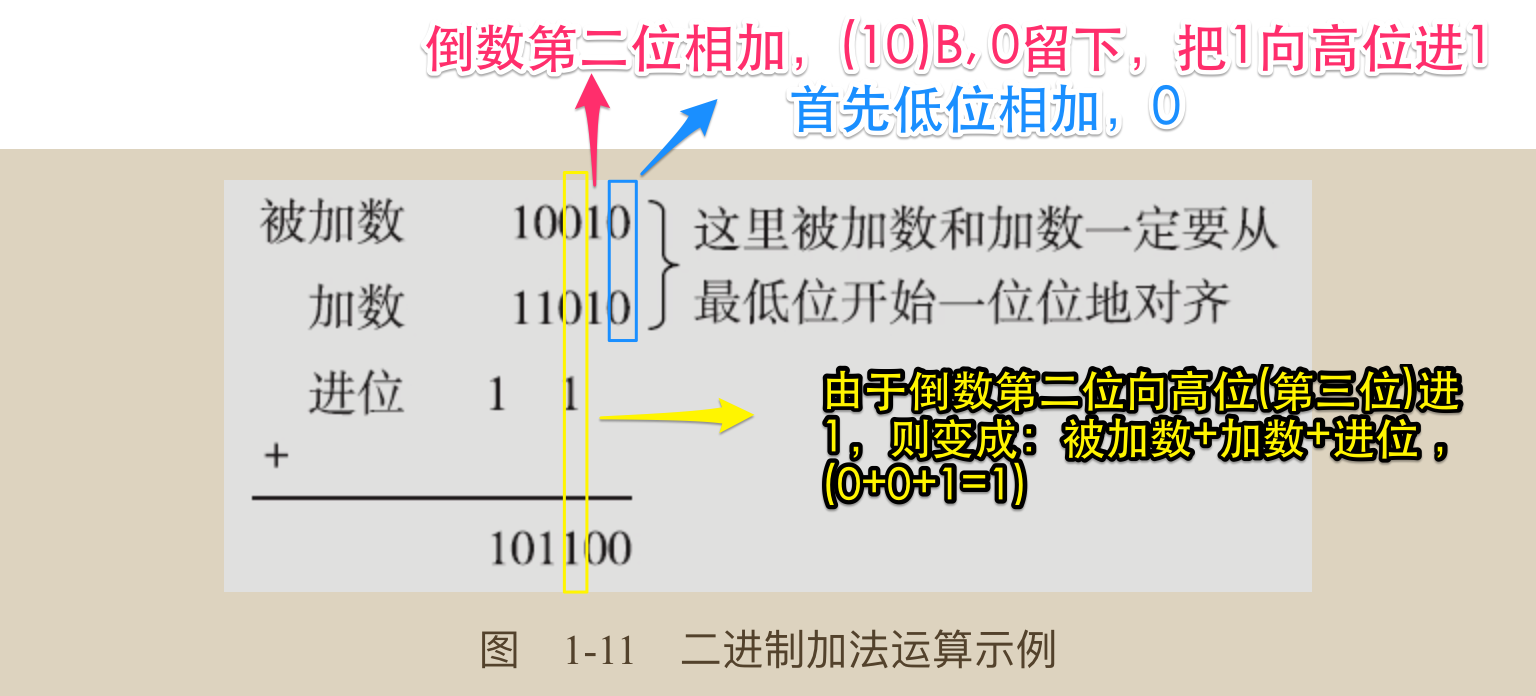 倒数第二位相加，(10)B，0留下，把1向高位进1
首先低位相加，0
被加数 10010 这里被加数和加数一定要从
加数 11010 最低位开始一位位地对齐
进位 1 1
+
101100
由于倒数第二位向高位(第三位)进
1，则变成：被加数+加数+进位，
(0+0+1=1)
图 1-11 二进制加法运算示例